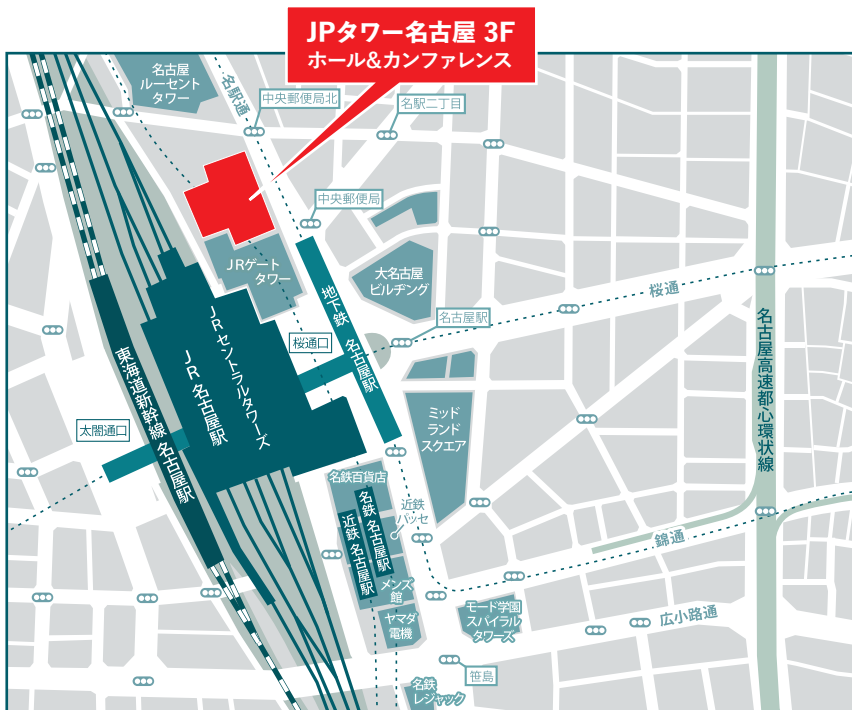 JPタワー名古屋 3F
ホール&カンファレンス
名古屋
ルーセント
タワー
名駅通
中央郵便局北
名駅二丁目
中央郵便局
JRゲート
タワー
大名古屋
ビルヂング
地下鉄 名古屋駅
桜通
名古屋駅
桜通口
JRセントラルタワーズ
JR 名古屋駅
東海道新幹線 名古屋駅
太閤通口
ミッド
ランド
スクエア
名古屋高速都心環状線
名鉄百貨店
名鉄 名古屋駅
近鉄 名古屋駅
近鉄
パッセ
錦通
メンズ
館
ヤマダ
電機
モード学園
スパイラル
タワーズ
広小路通
笹島
名鉄
レジャック